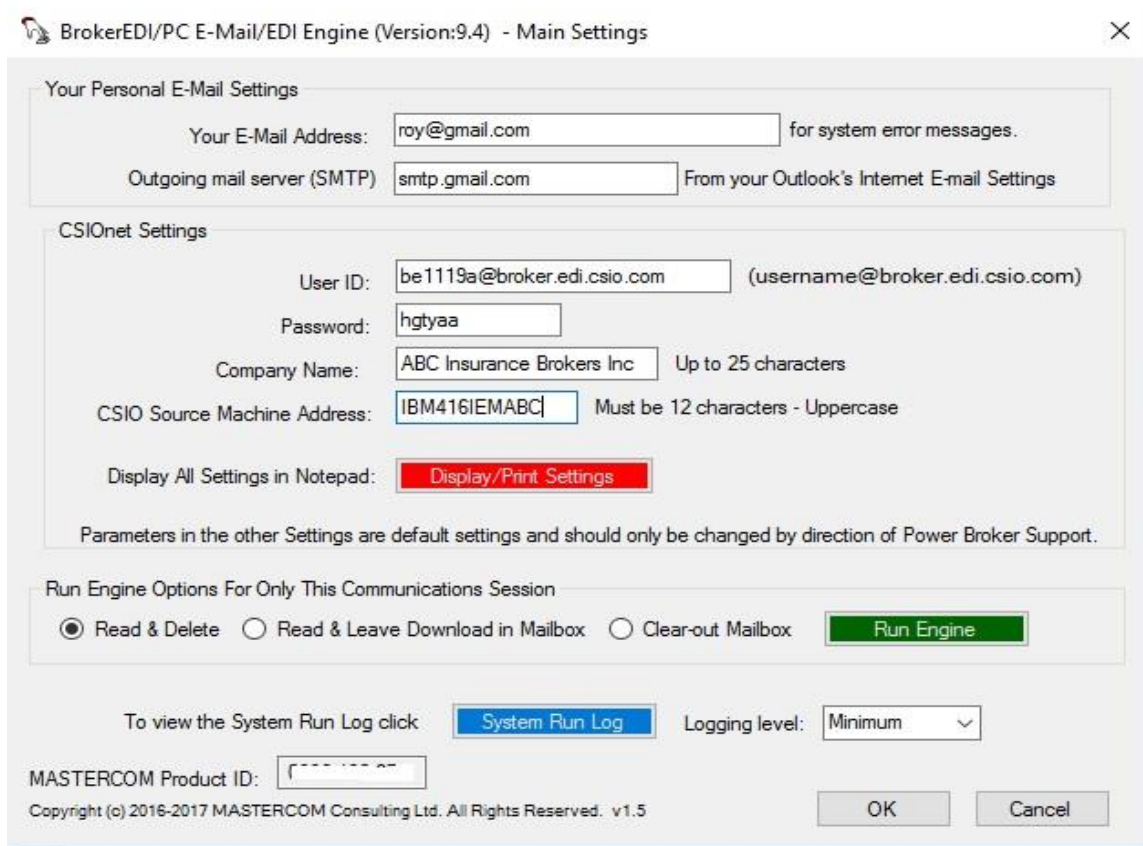 BrokerEDI/PC E-Mail/EDI Engine (Version:9.4) - Main Settings
Your Personal E-Mail Settings
Your E-Mail Address: roy@gmail.com for system error messages.
Outgoing mail server (SMTP) smtp.gmail.com From your Outlook's Internet E-mail Settings
CSIOnet Settings
User ID: be1119a@broker.edi.csio.com (username@broker.edi.csio.com)
Password: hgtyaa
Company Name: ABC Insurance Brokers Inc Up to 25 characters
CSIO Source Machine Address: IBM416IEMABC Must be 12 characters - Uppercase
Display All Settings in Notepad: Display/Print Settings
Parameters in the other Settings are default settings and should only be changed by direction of Power Broker Support.
Run Engine Options For Only This Communications Session
Read & Delete Read & Leave Download in Mailbox Clear-out Mailbox Run Engine
To view the System Run Log click System Run Log Logging level: Minimum
MASTERCOM Product ID:
Copyright (c) 2016-2017 MASTERCOM Consulting Ltd. All Rights Reserved. v1.5 OK Cancel